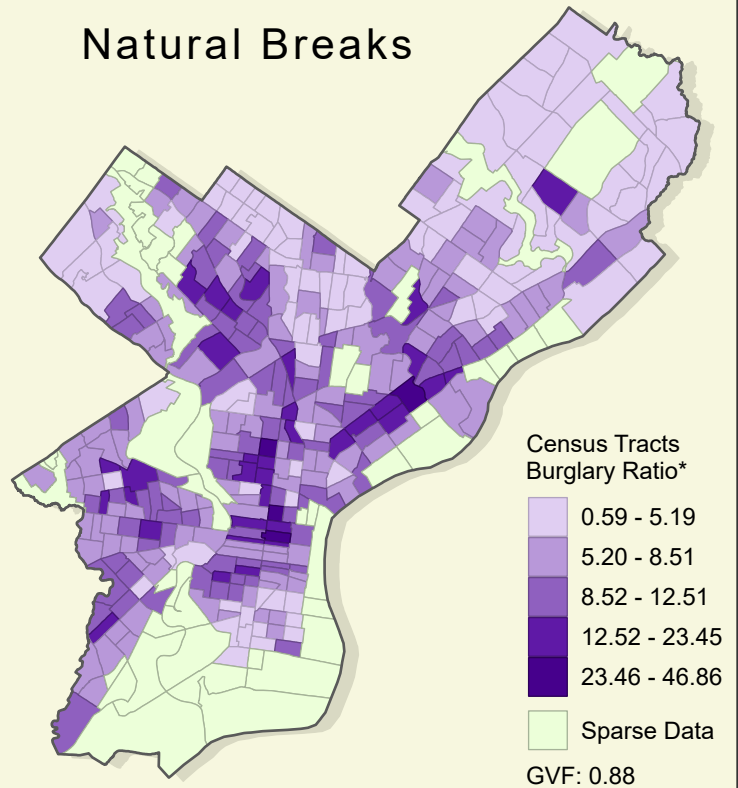 Natural Breaks
Census Tracts
Burglary Ratio*
0.59 - 5.19
5.20 - 8.51
8.52 - 12.51
12.52 - 23.45
23.46 - 46.86
Sparse Data
GVF: 0.88